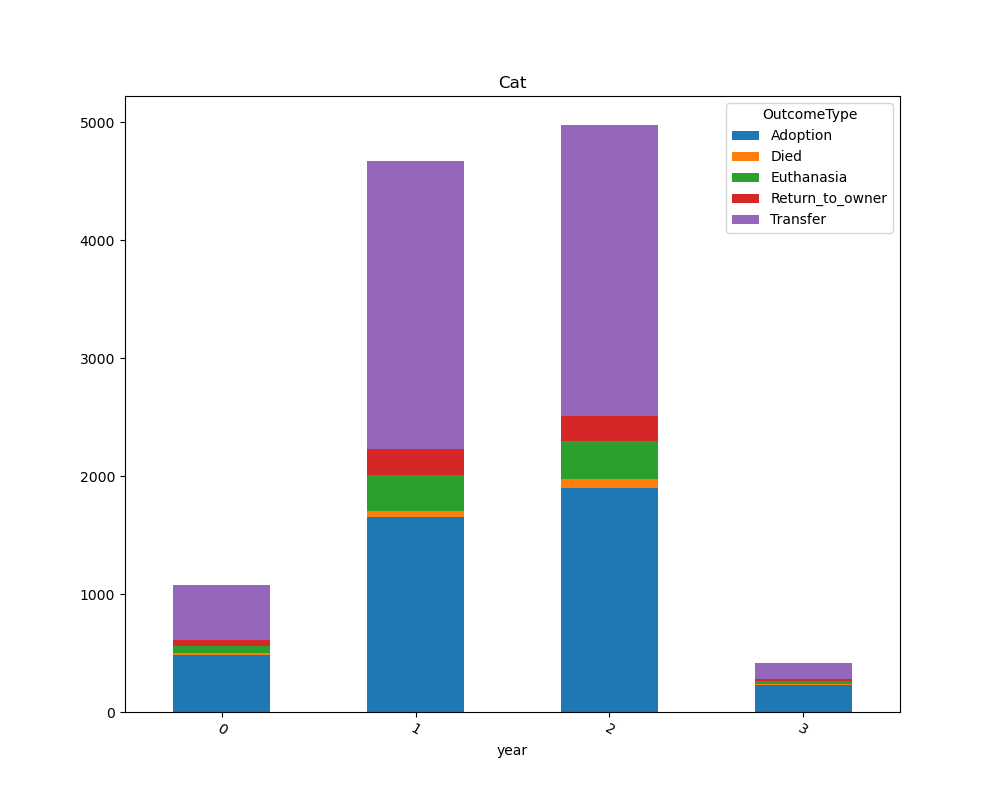 Cat
OutcomeType
Adoption
Died
Euthanasia
Return_to_owner
Transfer
5000
4000
3000
2000
1000
0
0 1 2 3
year